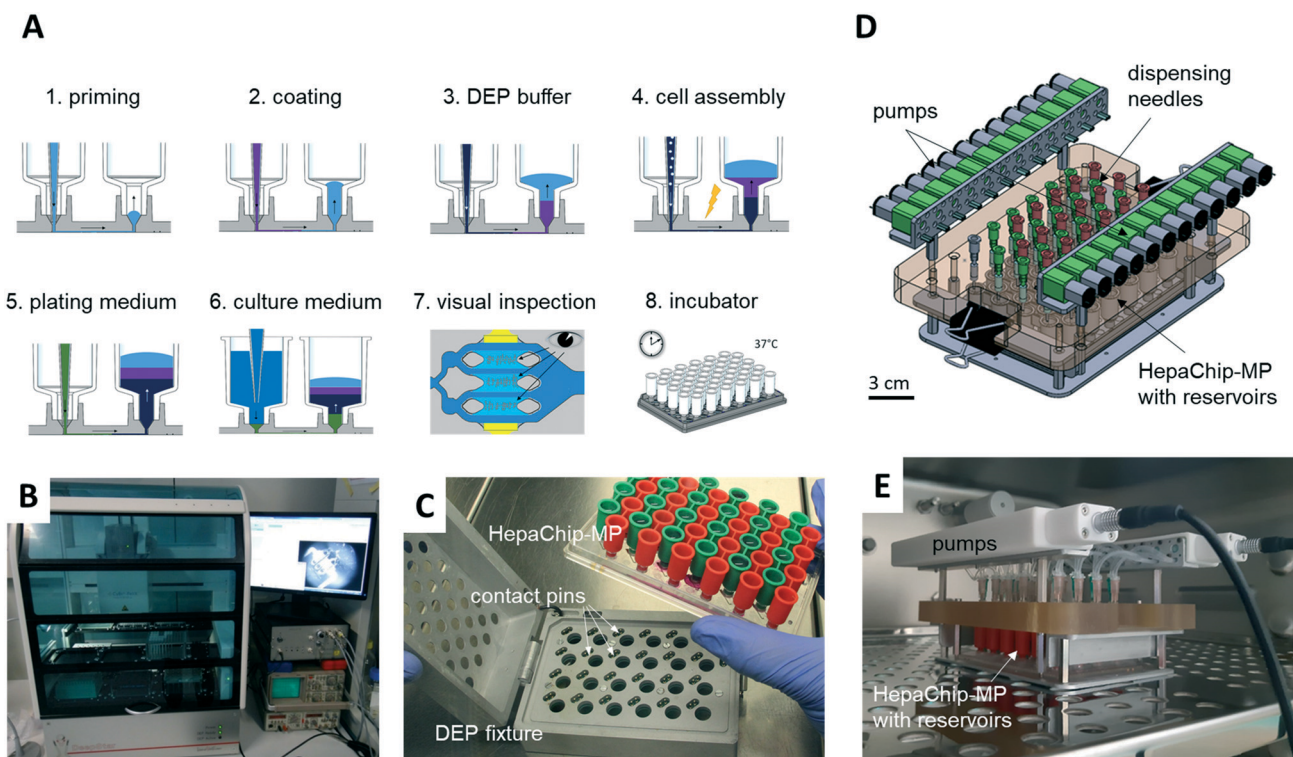 A
1. priming
2. coating
3. DEP buffer
4. cell assembly
5. plating medium
6. culture medium
7. visual inspection
8. incubator
37°C
B
C
HepaChip-MP
contact pins
DEP fixture
D
pumps
dispensing
needles
3 cm
HepaChip-MP
with reservoirs
E
pumps
HepaChip-MP
with reservoirs